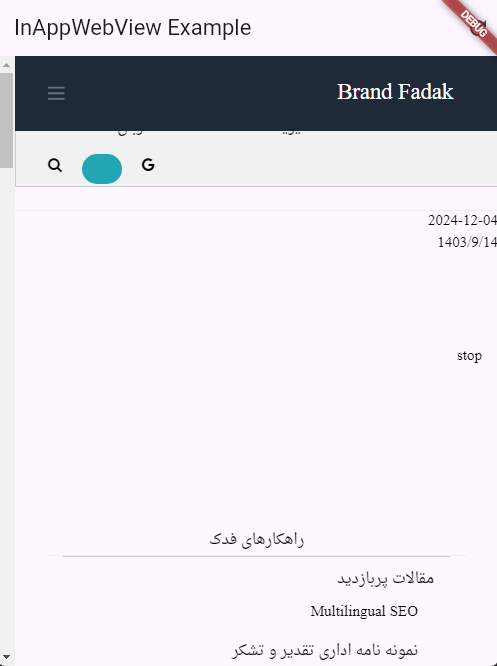 InAppWebView Example
DEBUG
Brand Fadak
G
2024-12-04
1403/9/14
stop
راهکارهای فدک
مقالات پربازدید
Multilingual SEO
نمونه نامه اداری تقدیر و تشکر